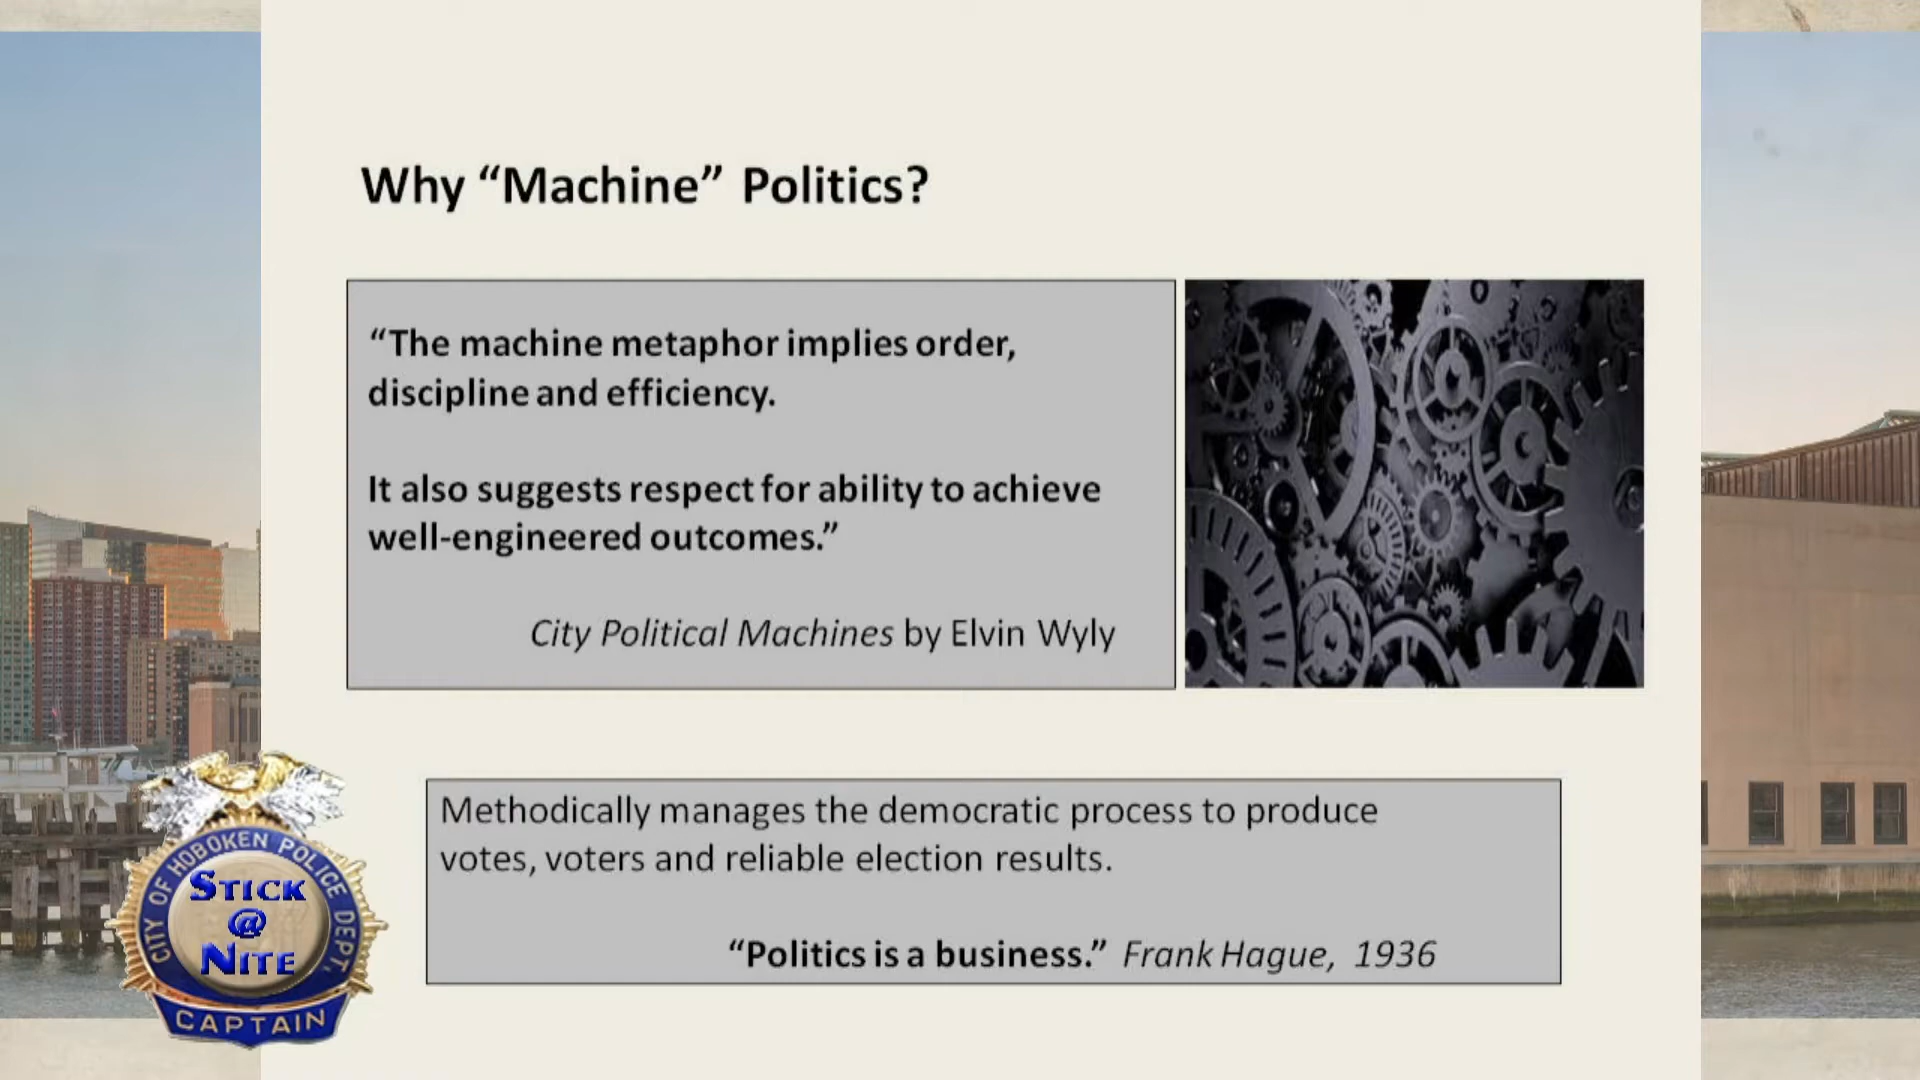 Why “Machine” Politics?
“The machine metaphor implies order,
discipline and efficiency.
It also suggests respect for ability to achieve
well-engineered outcomes.”
City Political Machines by Elvin Wyly
Methodically manages the democratic process to produce
votes, voters and reliable election results.
“Politics is a business.” Frank Hague, 1936
CITY OF HOBOKEN POLICE DEPT.
STICK
@
NITE
CAPTAIN